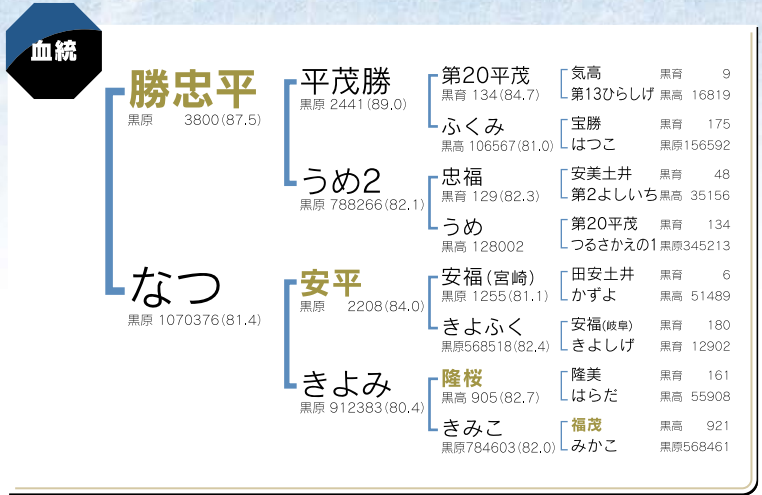 血統
勝忠平
黒原 3800(87.5)
なつ
黒原 1070376(81.4)
平茂勝
黒原 2441(89.0)
うめ2
黒原 788266(82.1)
安平
黒原 2208(84.0)
きよみ
黒原 912383(80.4)
第20平茂
黒育 134(84.7)
ふくみ
黒高 106567(81.0)
忠福
黒育 129(82.3)
うめ
黒高 128002
安福(宮崎)
黒原 1255(81.1)
きよふく
黒原568518(82.4)
隆桜
黒高 905(82.7)
きみこ
黒原784603(82.0)
気高 黒育 9
第13ひらしげ 黒高 16819
宝勝 黒育 175
はつこ 黒原156592
安美土井 黒育 48
第2よしいち 黒高 35156
第20平茂 黒育 134
つるさかえの1 黒原345213
田安土井 黒育 6
かずよ 黒高 51489
安福(岐阜) 黒育 180
きよしげ 黒育 12902
隆美 黒育 161
はらだ 黒高 55908
福茂 黒高 921
みかこ 黒原568461